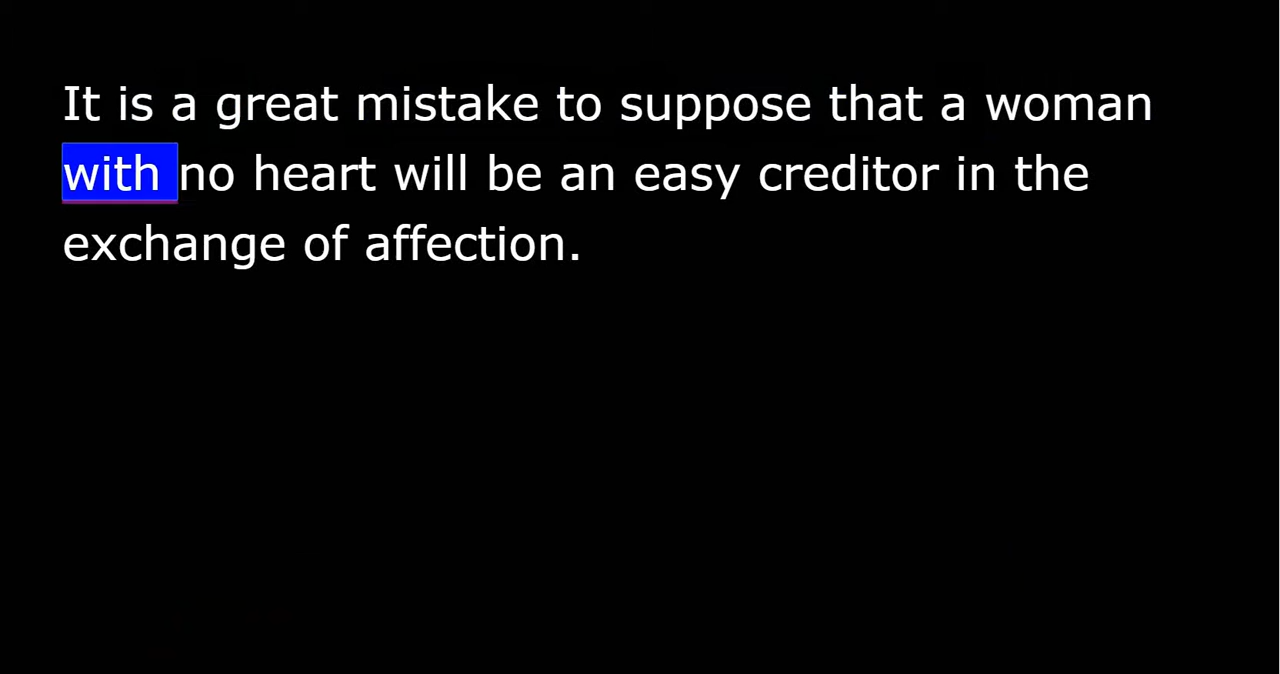 It is a great mistake to suppose that a woman
with no heart will be an easy creditor in the
exchange of affection.